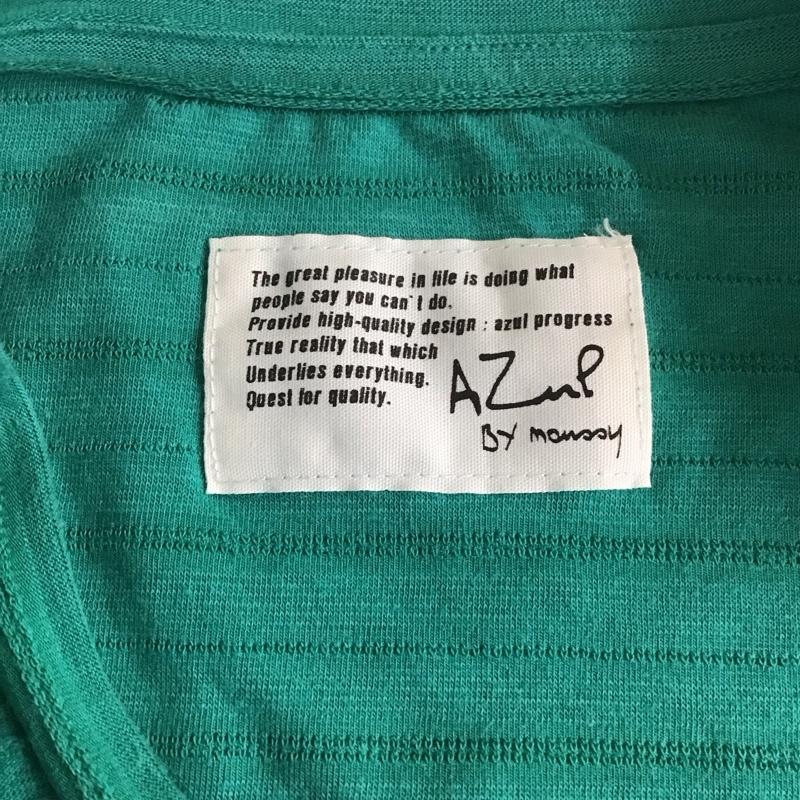 The great pleasure in life is doing what
people say you can't do.
Provide high-quality design : azul progress
True reality that which
Underlies everything.
Quest for quality.
AZul
BY moussy